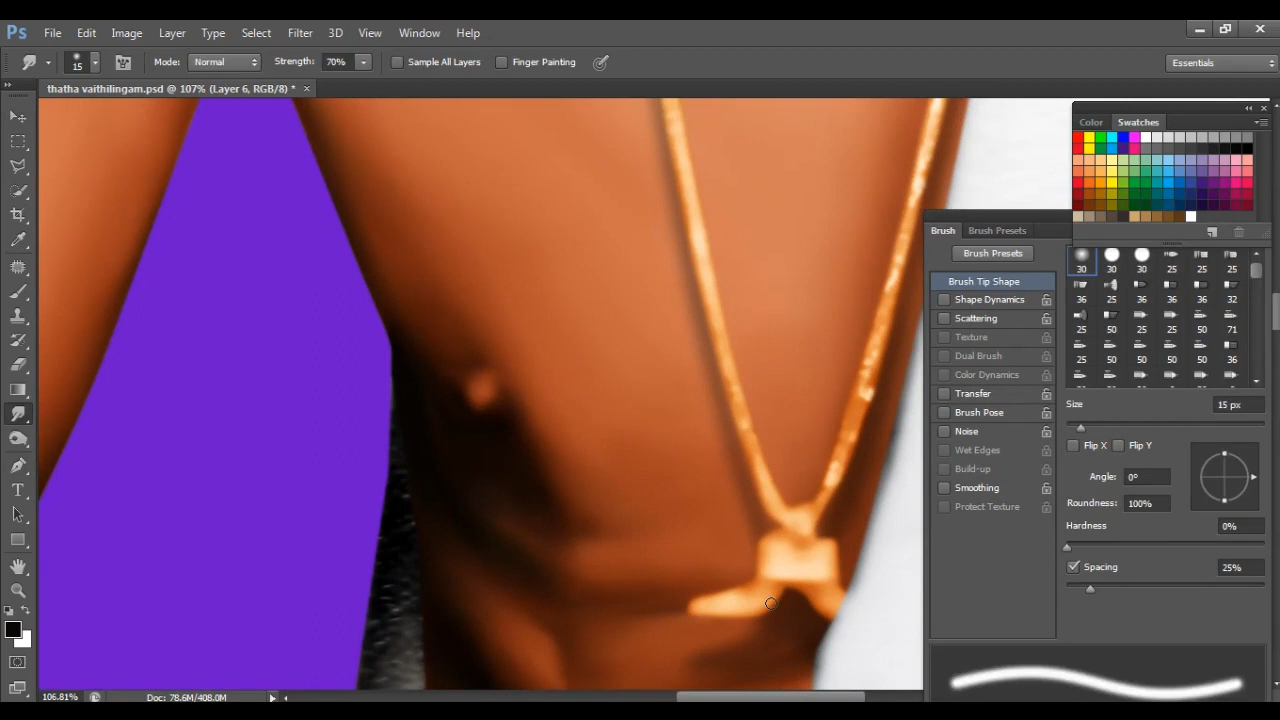 Ps File Edit Image Layer Type Select Filter 3D View Window Help
15 Mode: Normal Strength: 70% Sample All Layers Finger Painting Essentials
thatha vaithilingam.psd @ 107% (Layer 6, RGB/8) * ×
Color Swatches
Brush Brush Presets
Brush Presets
Brush Tip Shape
Shape Dynamics
Scattering
Texture
Dual Brush
Color Dynamics
Transfer
Brush Pose
Noise
Wet Edges
Build-up
Smoothing
Protect Texture
30 30 30 25 25 25
36 25 36 36 36 32
25 50 25 25 50 71
25 50 50 50 50 36
Size 15 px
Flip X Flip Y
Angle: 0°
Roundness: 100%
Hardness 0%
Spacing 25%
106.81% Doc: 78.6M/408.0M